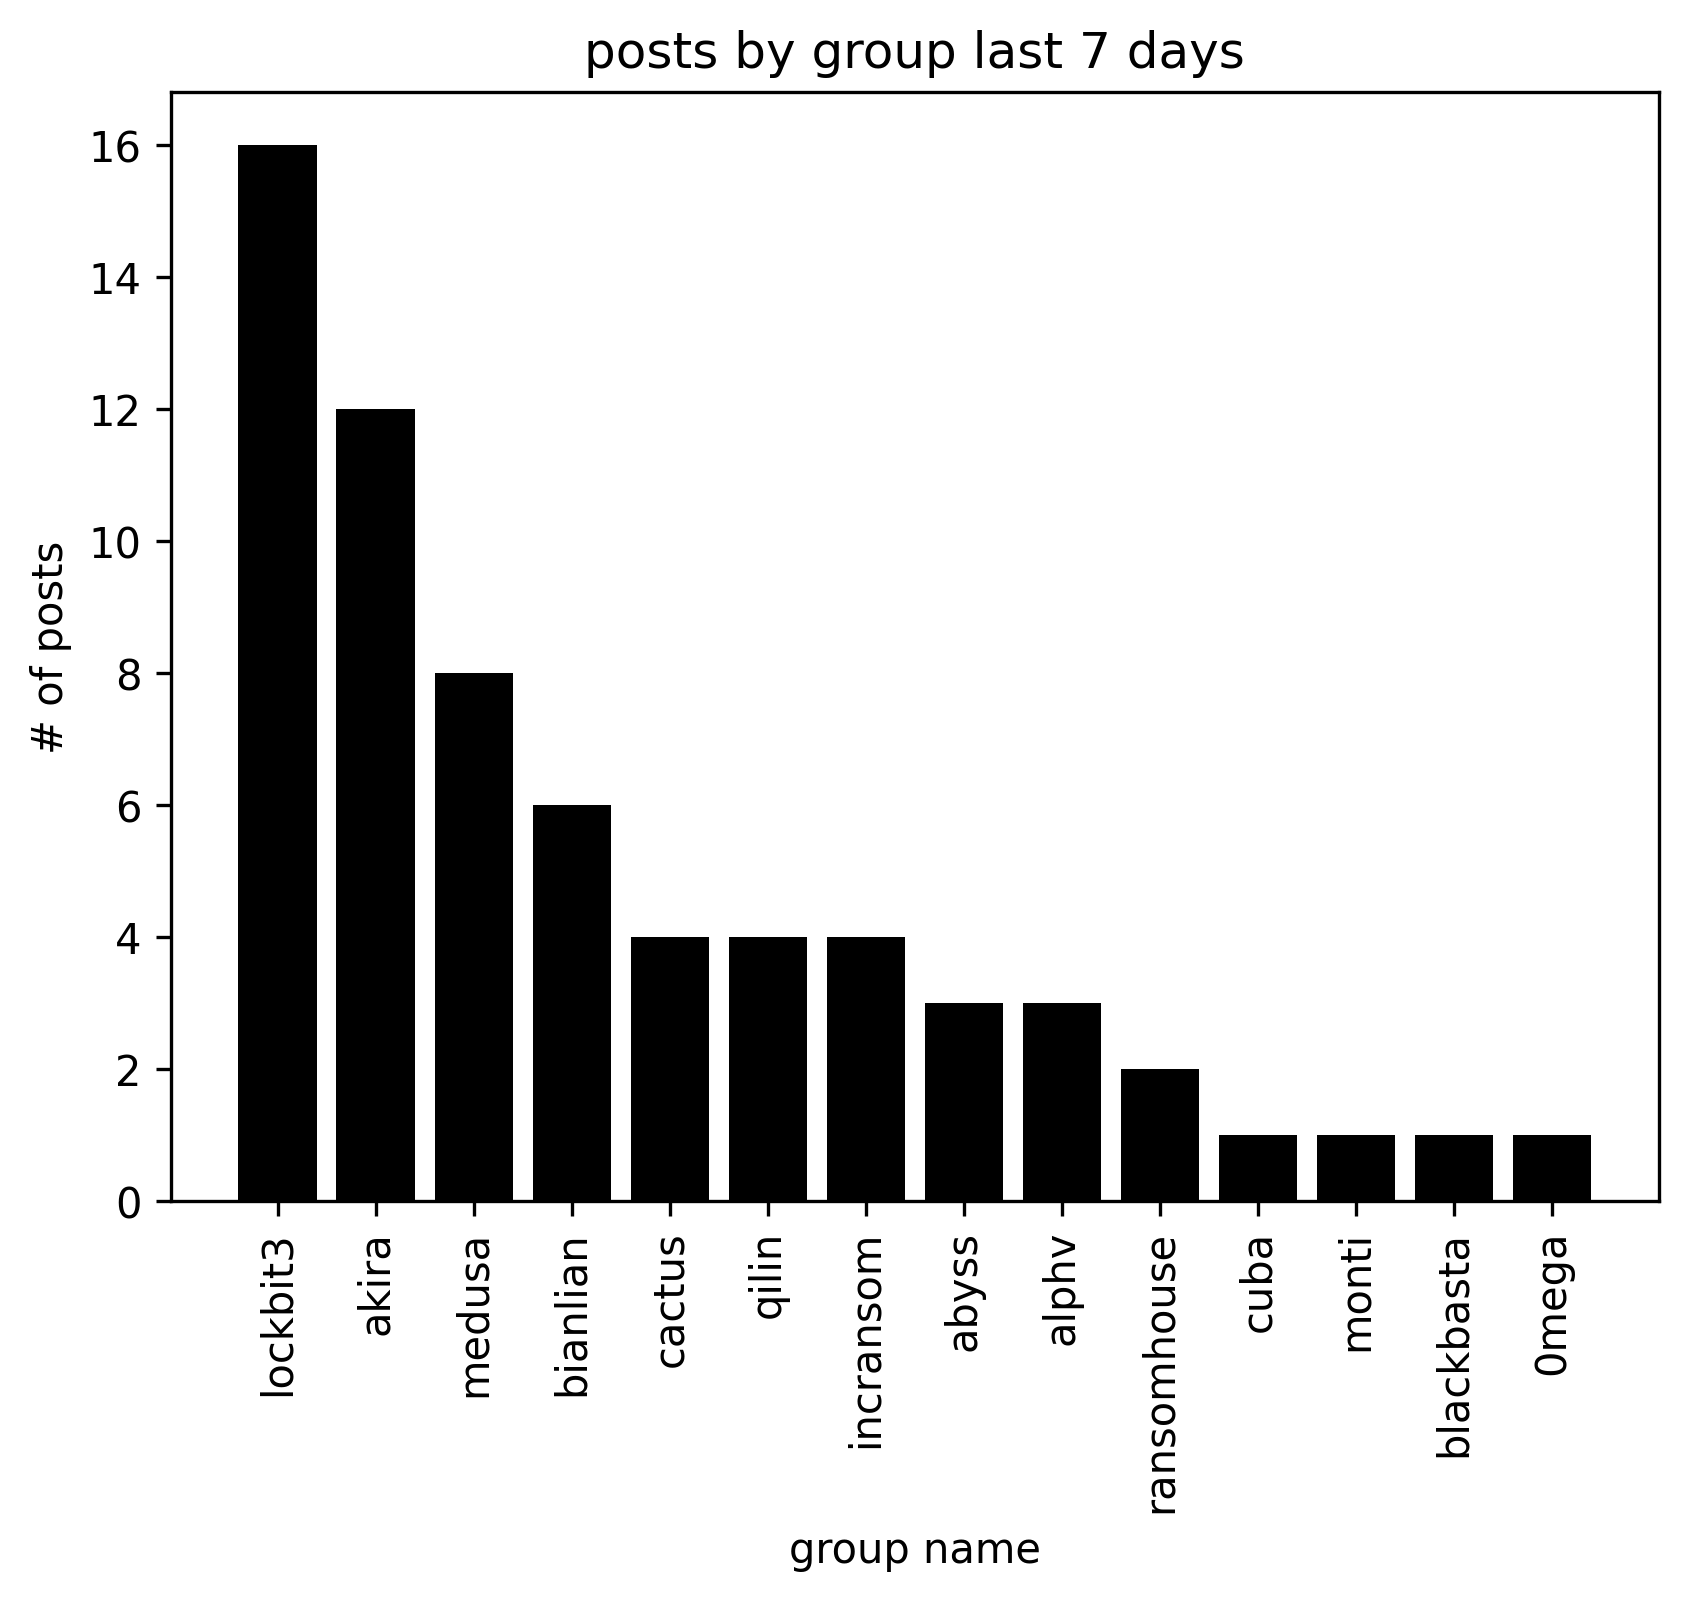 posts by group last 7 days
# of posts
16
14
12
10
8
6
4
2
0
lockbit3
akira
medusa
bianlian
cactus
qilin
incransom
abyss
alphv
ransomhouse
cuba
monti
blackbasta
0mega
group name